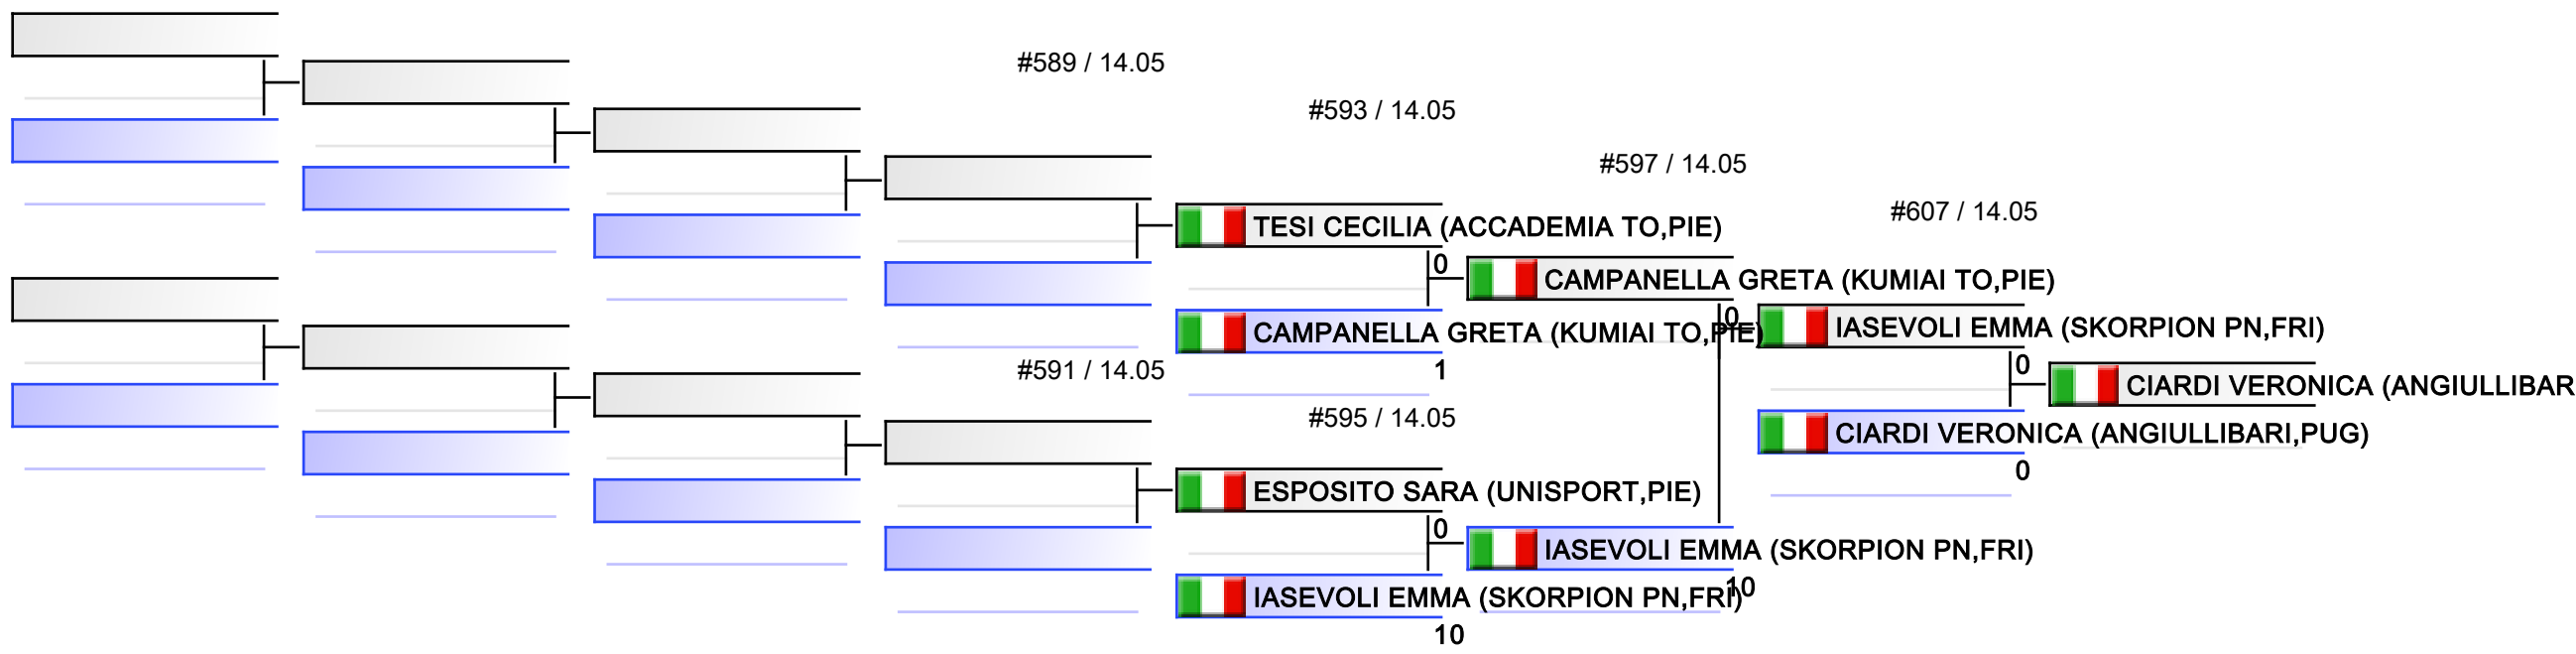 #589 / 14.05
#593 / 14.05
#597 / 14.05
#607 / 14.05
TESI CECILIA (ACCADEMIA TO,PIE)
0
CAMPANELLA GRETA (KUMIAI TO,PIE)
0
IASEVOLI EMMA (SKORPION PN,FRI)
CAMPANELLA GRETA (KUMIAI TO,PIE)
1
0
CIARDI VERONICA (ANGIULLIBAR
#591 / 14.05
#595 / 14.05
CIARDI VERONICA (ANGIULLIBARI,PUG)
0
ESPOSITO SARA (UNISPORT,PIE)
0
IASEVOLI EMMA (SKORPION PN,FRI)
10
IASEVOLI EMMA (SKORPION PN,FRI)
10